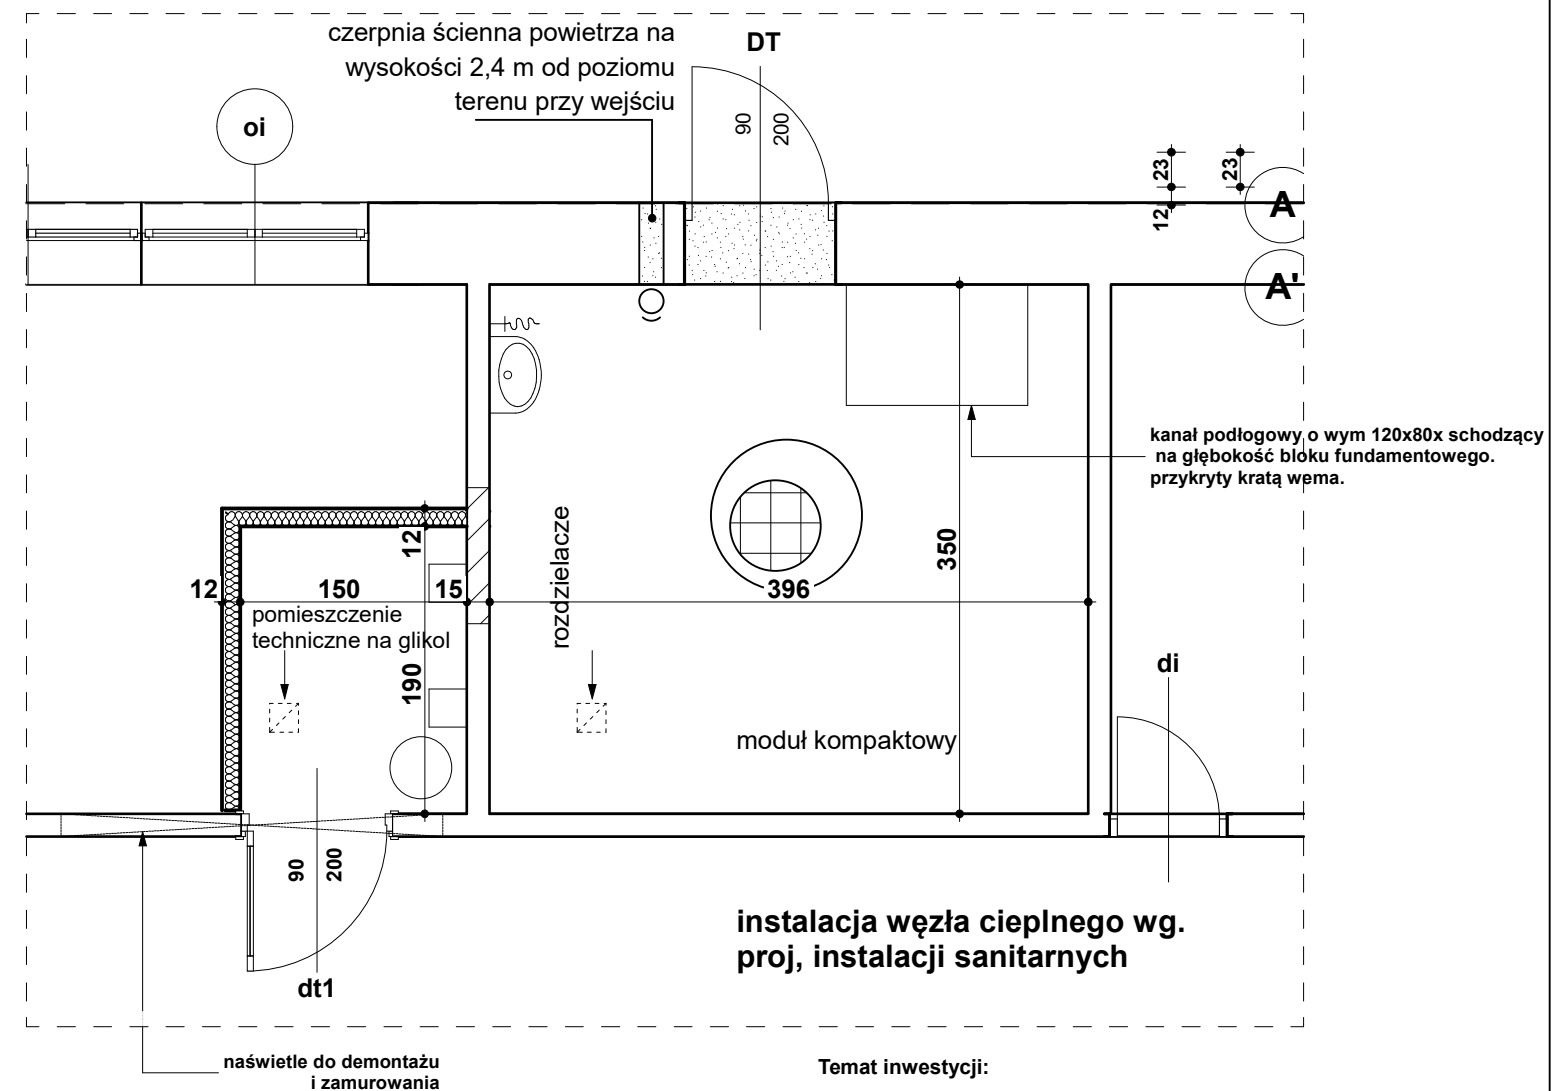 czerpnia ścienna powietrza na
wysokości 2,4 m od poziomu
terenu przy wejściu
DT
90
200
oi
23
23
12
A
A'
kanał podłogowy o wym 120x80x schodzący
na głębokość bloku fundamentowego.
przykryty kratą wema.
12
rozdzielacze
350
12
150
15
396
pomieszczenie
techniczne na glikol
190
di
moduł kompaktowy
90
200
dt1
instalacja węzła cieplnego wg.
proj, instalacji sanitarnych
naświetle do demontażu
i zamurowania
Temat inwestycji: